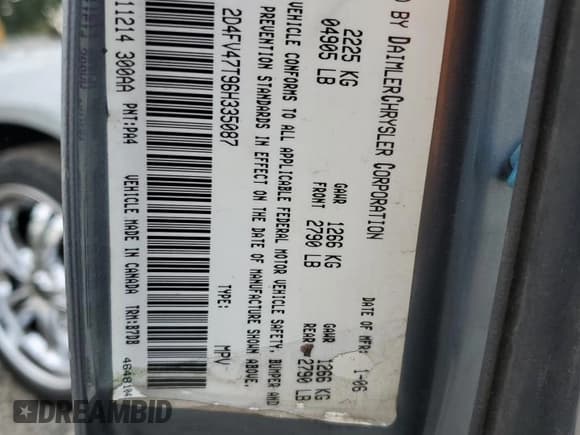 D BY DAIMLERCHRYSLER CORPORATION
DATE OF MFR: 1-06
2225 KG
04905 LB
GAWR FRONT 1266 KG 2790 LB
GAWR REAR 1266 KG 2790 LB
VEHICLE CONFORMS TO ALL APPLICABLE FEDERAL MOTOR VEHICLE SAFETY, BUMPER AND
PREVENTION STANDARDS IN EFFECT ON THE DATE OF MANUFACTURE SHOWN ABOVE.
2D4FV47T96H335087
TYPE: MPV
11214 300AA PNT: PA4 VEHICLE MADE IN CANADA TRM: B7DB
DREAMBID